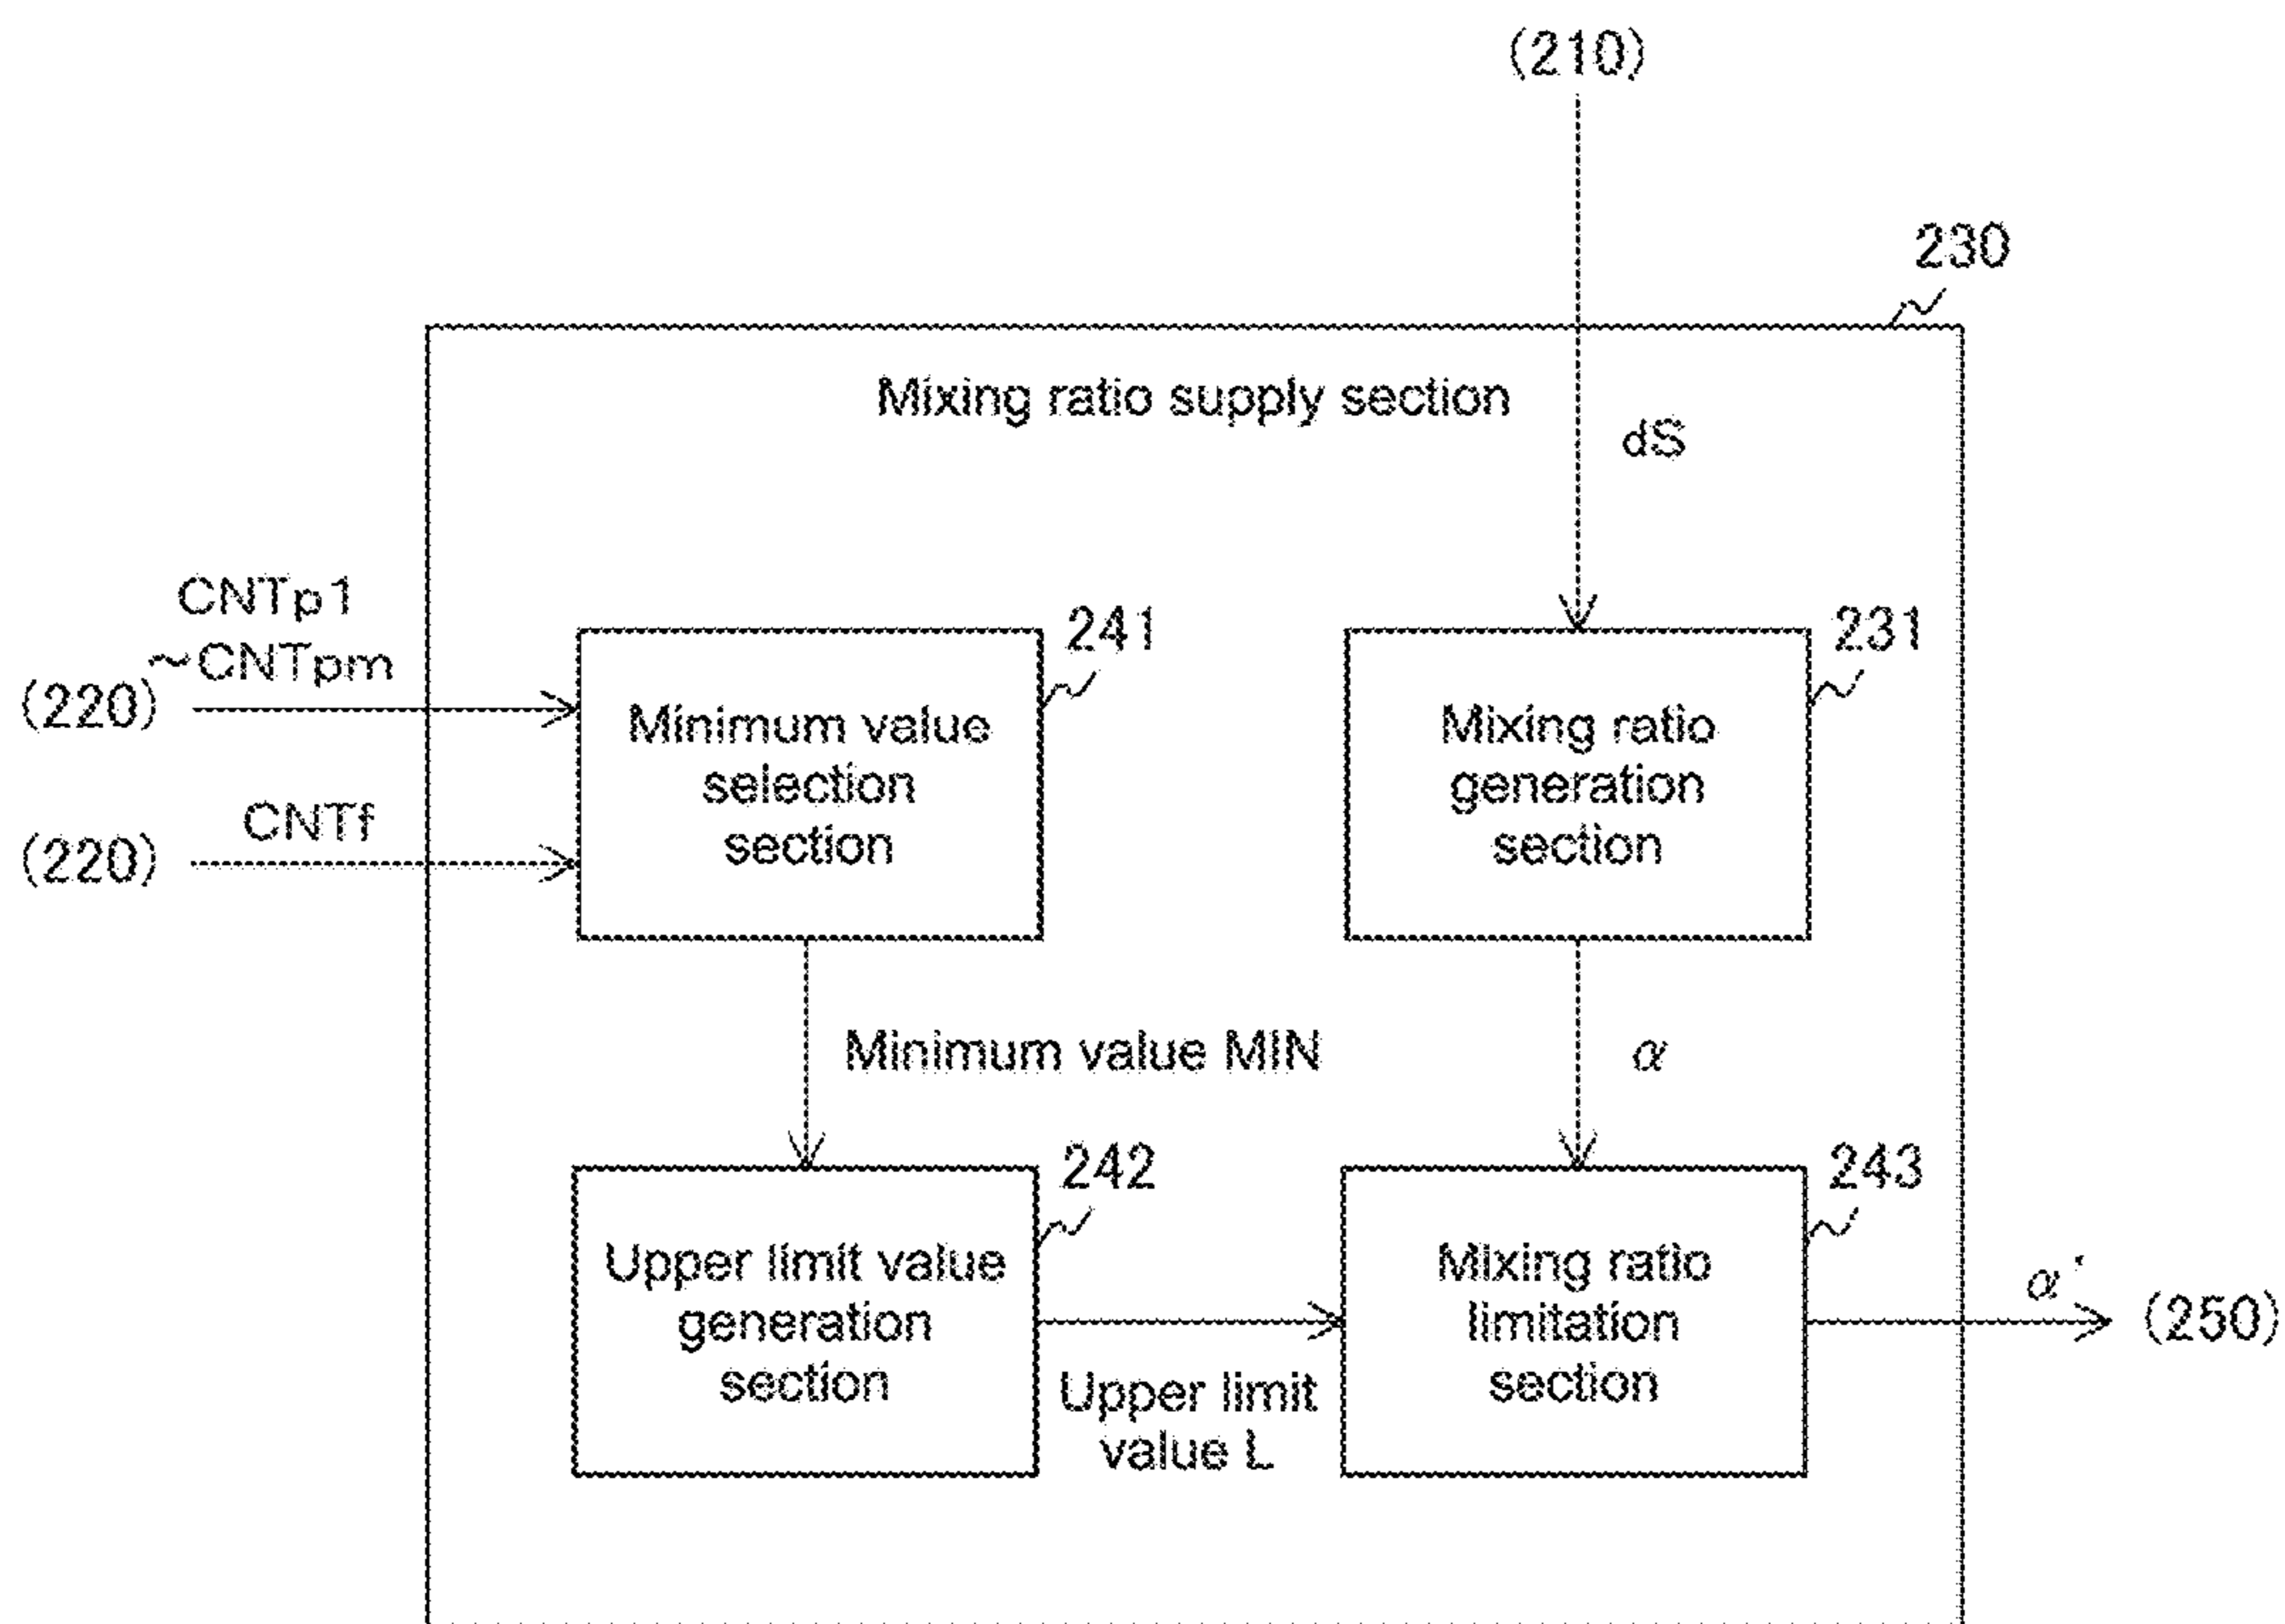 (210)
230
Mixing ratio supply section
dS
CNTp1
~CNTpm
(220)
CNTf
(220)
241
Minimum value
selection
section
231
Mixing ratio
generation
section
Minimum value MIN
α
242
Upper limit value
generation
section
Upper limit
value L
243
Mixing ratio
limitation
section
α'
(250)